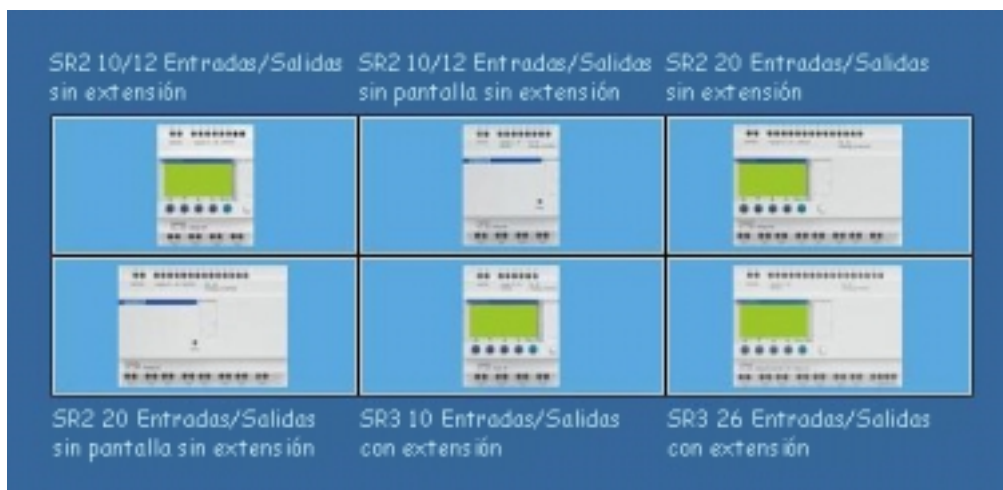 SR2 10/12 Entradas/Salidas
sin extensión
SR2 10/12 Entradas/Salidas
sin pantalla sin extensión
SR2 20 Entradas/Salidas
sin extensión
SR2 20 Entradas/Salidas
sin pantalla sin extensión
SR3 10 Entradas/Salidas
con extensión
SR3 26 Entradas/Salidas
con extensión